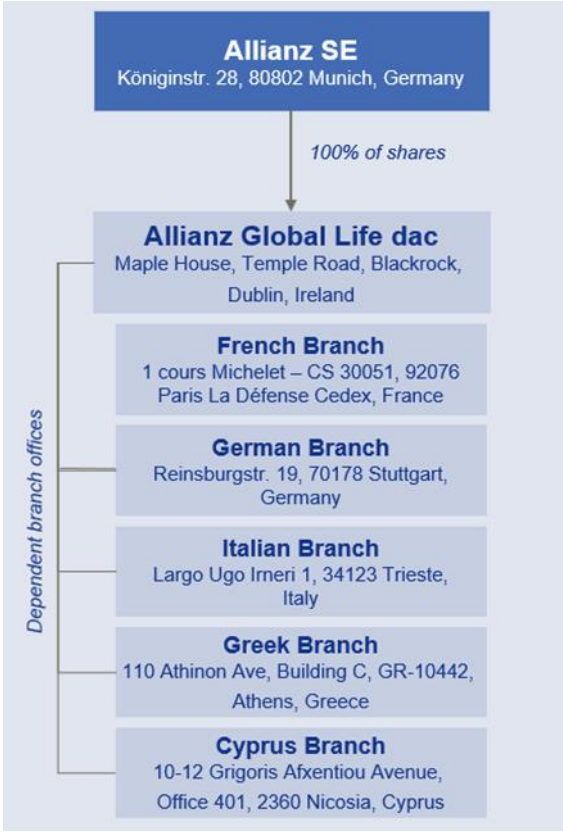 Allianz SE
Königinstr. 28, 80802 Munich, Germany
100% of shares
Allianz Global Life dac
Maple House, Temple Road, Blackrock,
Dublin, Ireland
Dependent branch offices
French Branch
1 cours Michelet – CS 30051, 92076
Paris La Défense Cedex, France
German Branch
Reinsburgstr. 19, 70178 Stuttgart,
Germany
Italian Branch
Largo Ugo Irneri 1, 34123 Trieste,
Italy
Greek Branch
110 Athinon Ave, Building C, GR-10442,
Athens, Greece
Cyprus Branch
10-12 Grigoris Afxentiou Avenue,
Office 401, 2360 Nicosia, Cyprus